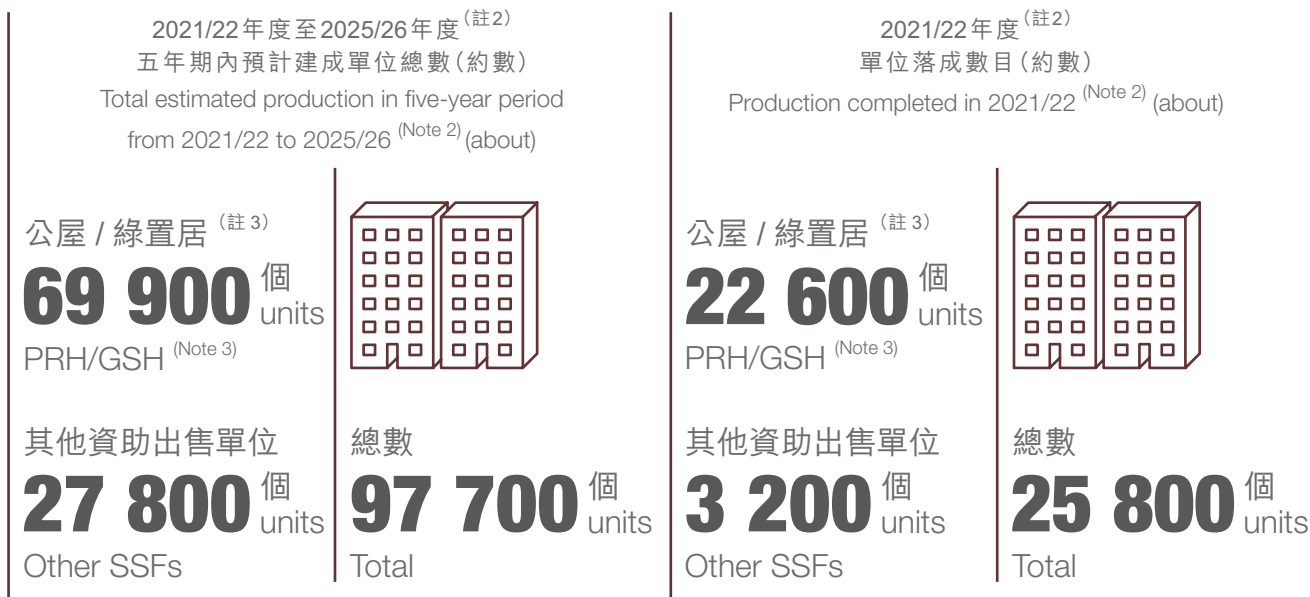 2021/22年度至2025/26年度(註2)
五年期內預計建成單位總數(約數)
Total estimated production in five-year period
from 2021/22 to 2025/26 (Note 2) (about)
公屋 / 綠置居 (註 3)
69 900 個 units
PRH/GSH (Note 3)
其他資助出售單位
27 800 個 units
Other SSFs
總數
97 700 個 units
Total
2021/22年度(註2)
單位落成數目(約數)
Production completed in 2021/22 (Note 2) (about)
公屋 / 綠置居 (註 3)
22 600 個 units
PRH/GSH (Note 3)
其他資助出售單位
3 200 個 units
Other SSFs
總數
25 800 個 units
Total